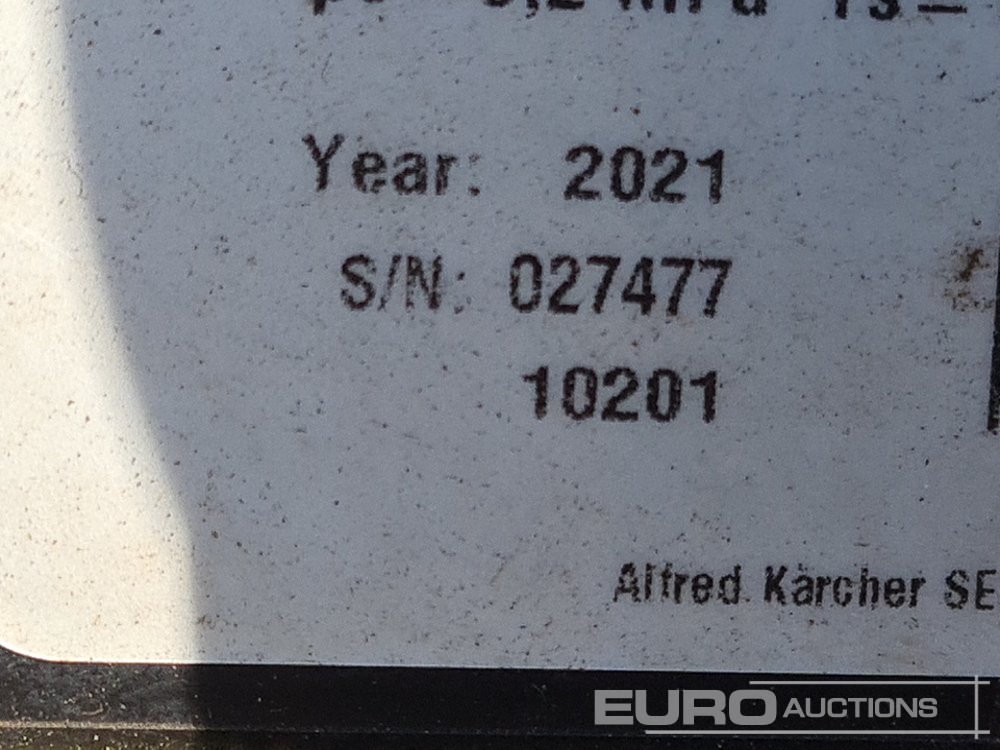 Year: 2021
S/N: 027477
10201
Alfred Kärcher SE
EURO AUCTIONS